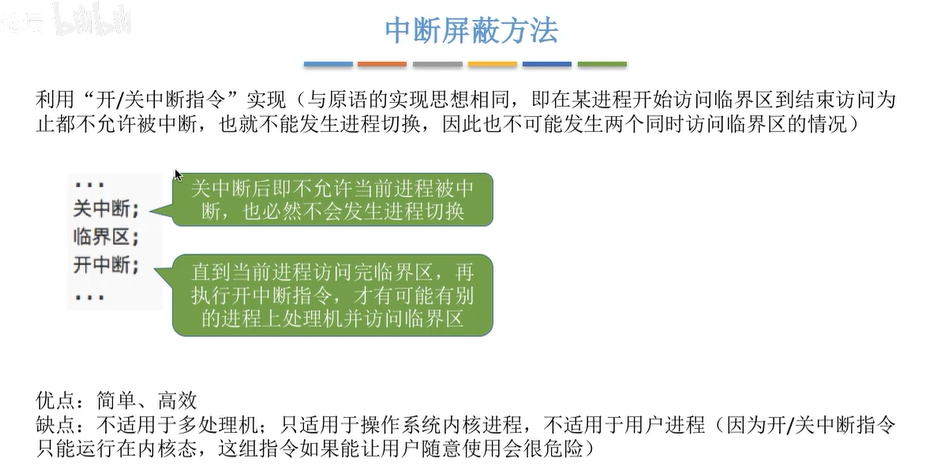 论坛 bilibili
中断屏蔽方法
利用“开/关中断指令”实现（与原语的实现思想相同，即在某进程开始访问临界区到结束访问为
止都不允许被中断，也就不能发生进程切换，因此也不可能发生两个同时访问临界区的情况）
...
关中断;
临界区;
开中断;
...
关中断后即不允许当前进程被中
断，也必然不会发生进程切换
直到当前进程访问完临界区，再
执行开中断指令，才有可能有别
的进程上处理机并访问临界区
优点：简单、高效
缺点：不适用于多处理机；只适用于操作系统内核进程，不适用于用户进程（因为开/关中断指令
只能运行在内核态，这组指令如果能让用户随意使用会很危险）